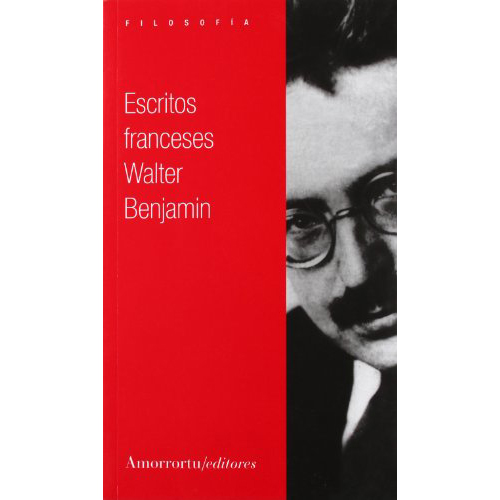 FILOSOFÍA
Escritos
franceses
Walter
Benjamin
Amorrortu/editores